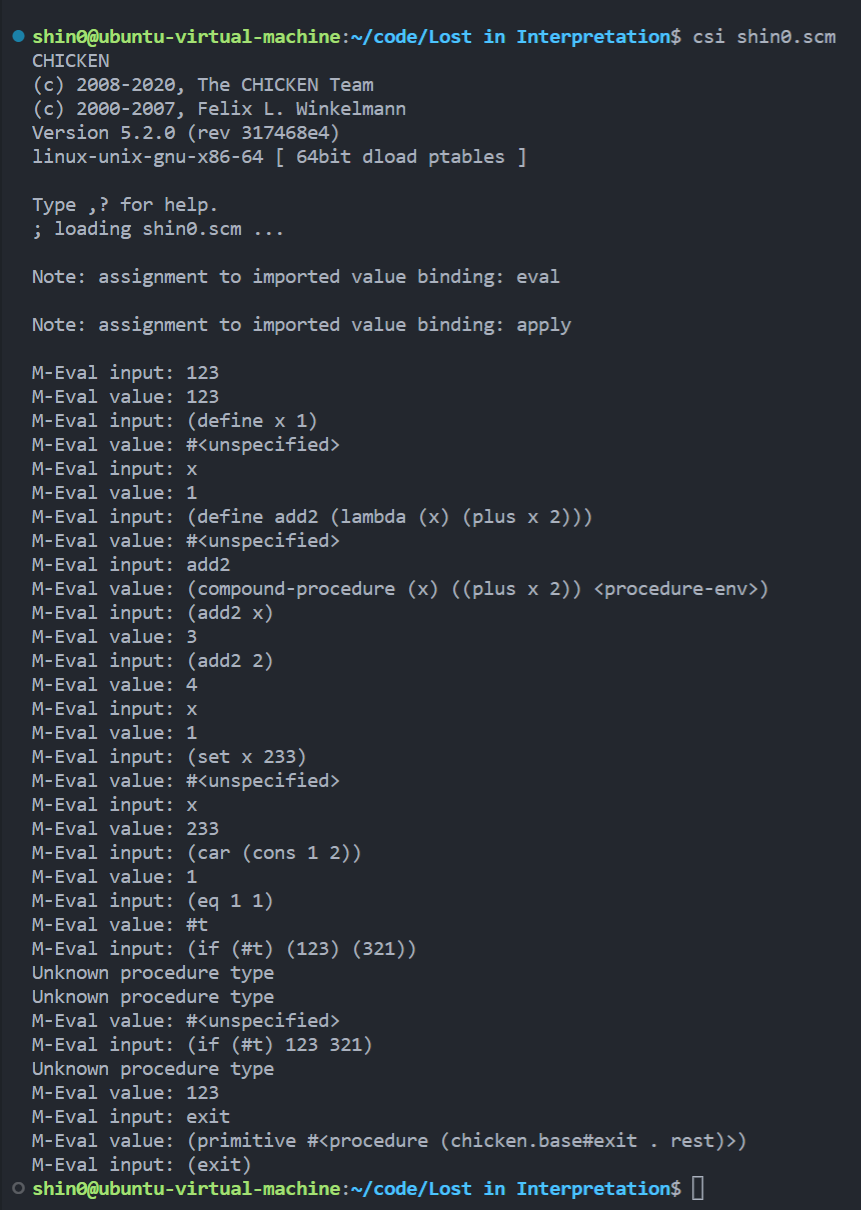 shin0@ubuntu-virtual-machine:~/code/Lost in Interpretation$ csi shin0.scm
CHICKEN
(c) 2008-2020, The CHICKEN Team
(c) 2000-2007, Felix L. Winkelmann
Version 5.2.0 (rev 317468e4)
linux-unix-gnu-x86-64 [ 64bit dload ptables ]

Type ,? for help.
; loading shin0.scm ...

Note: assignment to imported value binding: eval

Note: assignment to imported value binding: apply

M-Eval input: 123
M-Eval value: 123
M-Eval input: (define x 1)
M-Eval value: #<unspecified>
M-Eval input: x
M-Eval value: 1
M-Eval input: (define add2 (lambda (x) (plus x 2)))
M-Eval value: #<unspecified>
M-Eval input: add2
M-Eval value: (compound-procedure (x) ((plus x 2)) <procedure-env>)
M-Eval input: (add2 x)
M-Eval value: 3
M-Eval input: (add2 2)
M-Eval value: 4
M-Eval input: x
M-Eval value: 1
M-Eval input: (set x 233)
M-Eval value: #<unspecified>
M-Eval input: x
M-Eval value: 233
M-Eval input: (car (cons 1 2))
M-Eval value: 1
M-Eval input: (eq 1 1)
M-Eval value: #t
M-Eval input: (if (#t) (123) (321))
Unknown procedure type
Unknown procedure type
M-Eval value: #<unspecified>
M-Eval input: (if (#t) 123 321)
Unknown procedure type
M-Eval value: 123
M-Eval input: exit
M-Eval value: (primitive #<procedure (chicken.base#exit . rest)>)
M-Eval input: (exit)
shin0@ubuntu-virtual-machine:~/code/Lost in Interpretation$